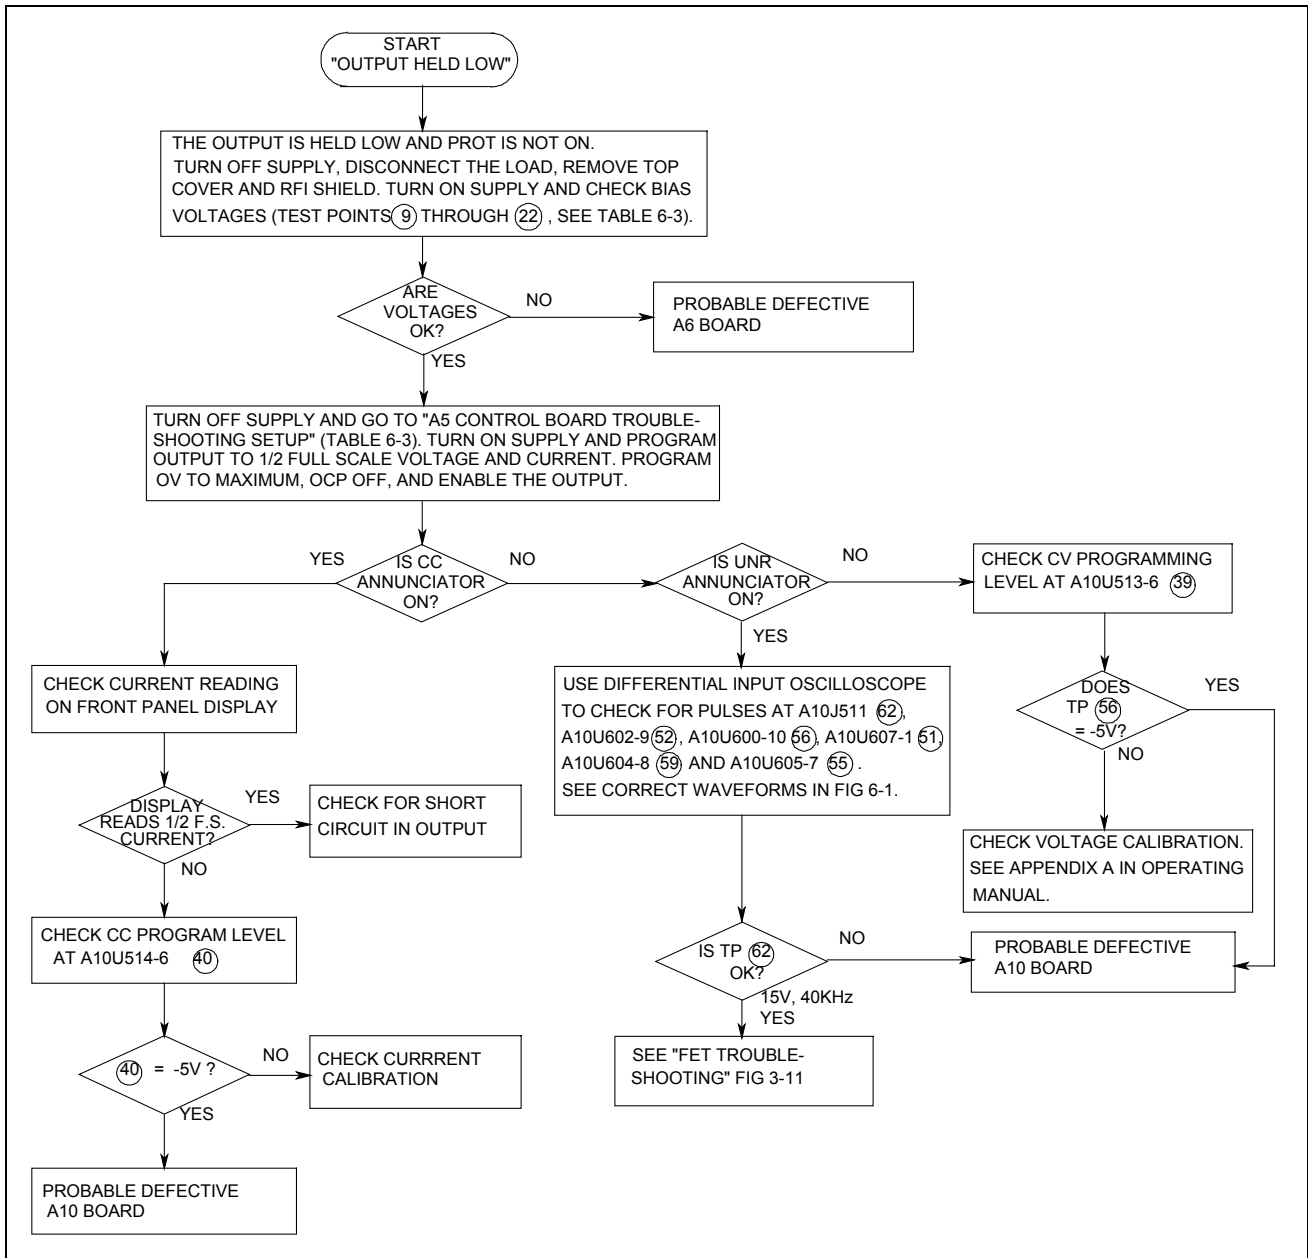 START
"OUTPUT HELD LOW"
THE OUTPUT IS HELD LOW AND PROT IS NOT ON.
TURN OFF SUPPLY, DISCONNECT THE LOAD, REMOVE TOP
COVER AND RFI SHIELD. TURN ON SUPPLY AND CHECK BIAS
VOLTAGES (TEST POINTS 9 THROUGH 22 , SEE TABLE 6-3).
ARE
VOLTAGES
OK?
NO
PROBABLE DEFECTIVE
A6 BOARD
YES
TURN OFF SUPPLY AND GO TO "A5 CONTROL BOARD TROUBLE-
SHOOTING SETUP" (TABLE 6-3). TURN ON SUPPLY AND PROGRAM
OUTPUT TO 1/2 FULL SCALE VOLTAGE AND CURRENT. PROGRAM
OV TO MAXIMUM, OCP OFF, AND ENABLE THE OUTPUT.
YES
IS CC
ANNUNCIATOR
ON?
NO
IS UNR
ANNUNCIATOR
ON?
NO
CHECK CV PROGRAMMING
LEVEL AT A10U513-6 39
YES
CHECK CURRENT READING
ON FRONT PANEL DISPLAY
USE DIFFERENTIAL INPUT OSCILLOSCOPE
TO CHECK FOR PULSES AT A10J511 62,
A10U602-9 52, A10U600-10 56, A10U607-1 51,
A10U604-8 59 AND A10U605-7 55 .
SEE CORRECT WAVEFORMS IN FIG 6-1.
DOES
TP 56
= -5V?
YES
NO
DISPLAY
READS 1/2 F.S.
CURRENT?
YES
CHECK FOR SHORT
CIRCUIT IN OUTPUT
NO
CHECK VOLTAGE CALIBRATION.
SEE APPENDIX A IN OPERATING
MANUAL.
CHECK CC PROGRAM LEVEL
AT A10U514-6 40
IS TP 62
OK?
NO
PROBABLE DEFECTIVE
A10 BOARD
15V, 40KHz
YES
SEE "FET TROUBLE-
SHOOTING" FIG 3-11
40 = -5V ?
NO
CHECK CURRRENT
CALIBRATION
YES
PROBABLE DEFECTIVE
A10 BOARD